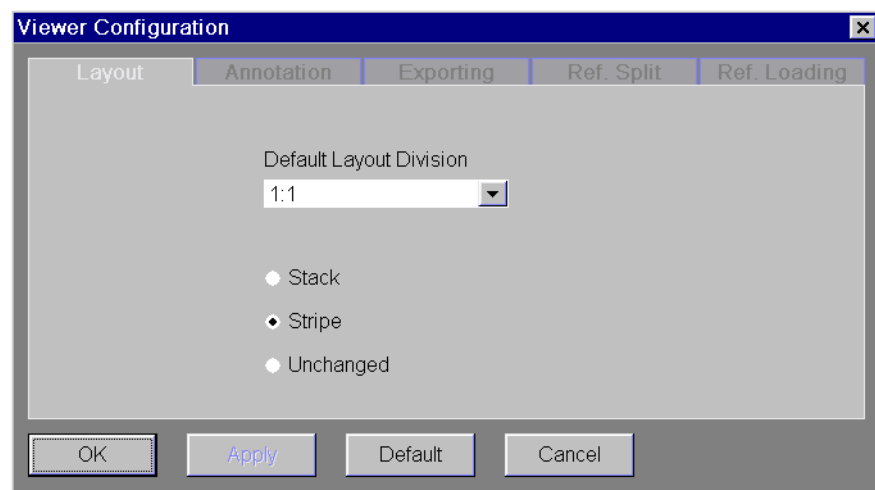 Viewer Configuration
Layout Annotation Exporting Ref. Split Ref. Loading
Default Layout Division
1:1
Stack
Stripe
Unchanged
OK Apply Default Cancel